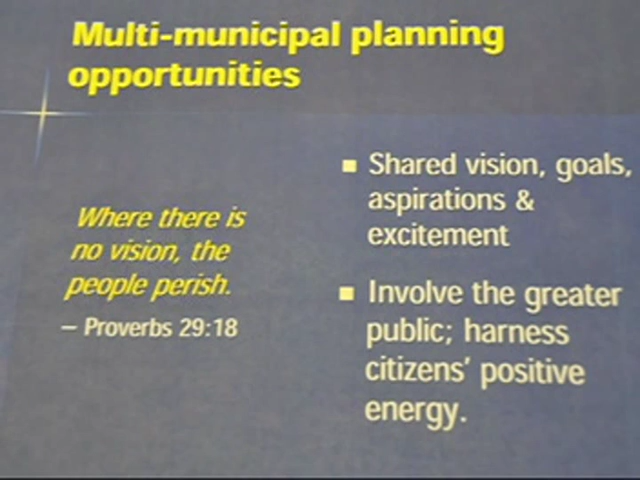 Multi-municipal planning
opportunities
Where there is
no vision, the
people perish.
– Proverbs 29:18
■ Shared vision, goals,
aspirations &
excitement
■ Involve the greater
public; harness
citizens' positive
energy.